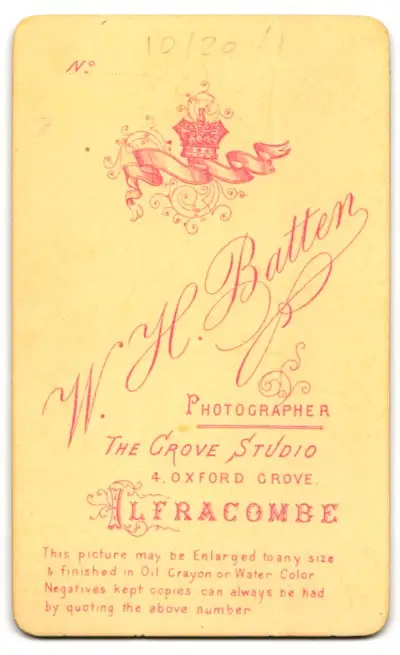 10/20/1
Nº
W. H. Batten
PHOTOGRAPHER
THE GROVE STUDIO
4, OXFORD GROVE.
ILFRACOMBE
This picture may be Enlarged to any size
& finished in Oil Crayon or Water Color
Negatives kept copies can always be had
by quoting the above number